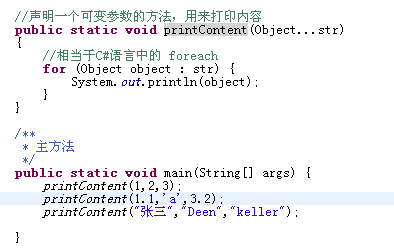 //声明一个可变参数的方法，用来打印内容
public static void printContent(Object...str)
{
//相当于C#语言中的 foreach
for (Object object : str) {
System.out.println(object);
}
}
/**
* 主方法
*/
public static void main(String[] args) {
printContent(1,2,3);
printContent(1.1,'a',3.2);
printContent("张三","Deen","keller");
}